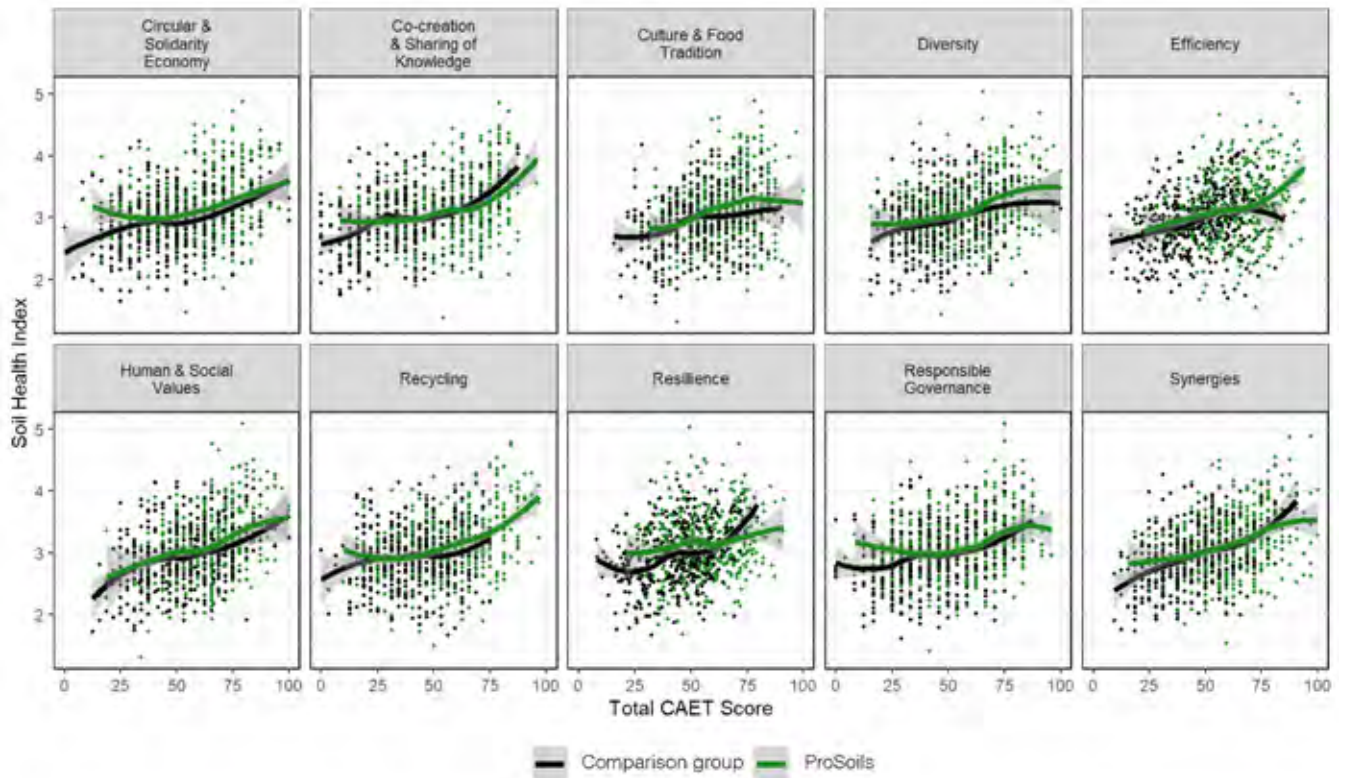 Circular &
Solidarity
Economy
Co-creation
& Sharing of
Knowledge
Culture & Food
Tradition
Diversity
Efficiency
5
4
3
2
Soil Health Index
Human & Social
Values
Recycling
Resillience
Responsible
Governance
Synergies
5
4
3
2
0 25 50 75 100 0 25 50 75 100 0 25 50 75 100 0 25 50 75 100 0 25 50 75 100
Total CAET Score
Comparison group ProSoils